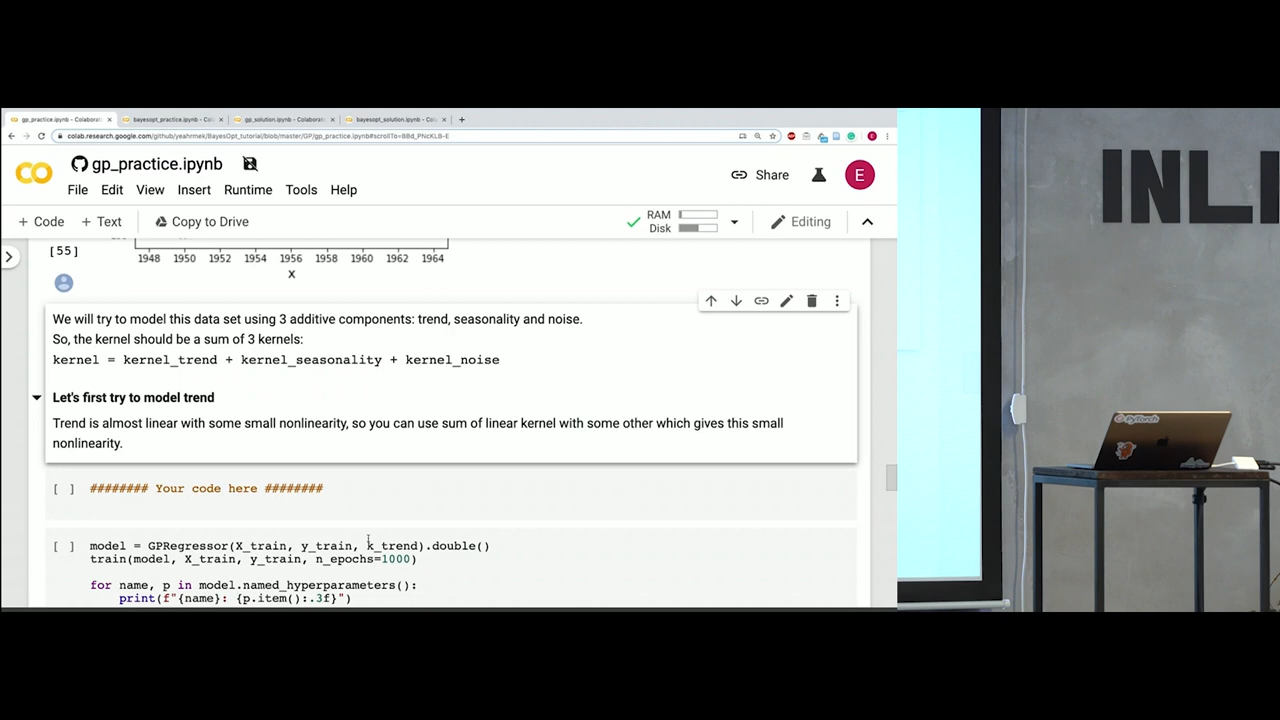 gp_practice.ipynb - Colaborat
bayesopt_practice.ipynb - Col
gp_solution.ipynb - Colaborat
bayesopt_solution.ipynb - Cola
colab.research.google.com/github/yeahrmek/BayesOpt_tutorial/blob/master/GP/gp_practice.ipynb#scrollTo=BBd_PNcKLB-E
gp_practice.ipynb
Share
E
File Edit View Insert Runtime Tools Help
+ Code + Text Copy to Drive
RAM
Disk
Editing
[55]
1948 1950 1952 1954 1956 1958 1960 1962 1964
X
We will try to model this data set using 3 additive components: trend, seasonality and noise.
So, the kernel should be a sum of 3 kernels:
kernel = kernel_trend + kernel_seasonality + kernel_noise
Let's first try to model trend
Trend is almost linear with some small nonlinearity, so you can use sum of linear kernel with some other which gives this small
nonlinearity.
[ ] ######## Your code here ########
[ ] model = GPRegressor(X_train, y_train, k_trend).double()
train(model, X_train, y_train, n_epochs=1000)
for name, p in model.named_hyperparameters():
print(f"{name}: {p.item():.3f}")
INL
PyTorch